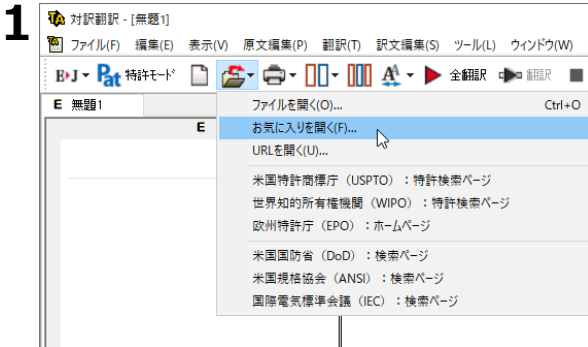 1
対訳翻訳 - [無題1]
ファイル(F) 編集(E) 表示(V) 原文編集(P) 翻訳(T) 訳文編集(S) ツール(L) ウィンドウ(W)
E›J Pat 特許モード 全翻訳 翻訳
E 無題1
E
ファイルを開く(O)... Ctrl+O
お気に入りを開く(F)...
URLを開く(U)...
米国特許商標庁（USPTO）：特許検索ページ
世界知的所有権機関（WIPO）：特許検索ページ
欧州特許庁（EPO）：ホームページ
米国国防省（DoD）：検索ページ
米国規格協会（ANSI）：検索ページ
国際電気標準会議（IEC）：検索ページ